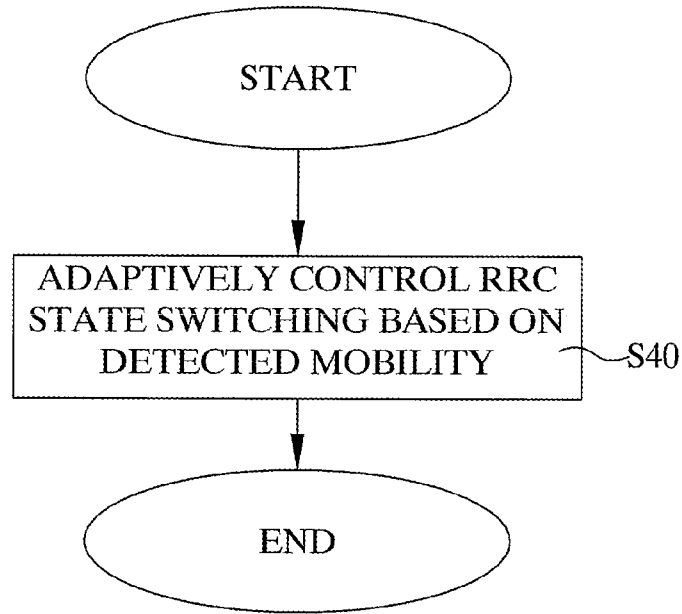 START
ADAPTIVELY CONTROL RRC
STATE SWITCHING BASED ON
DETECTED MOBILITY
S40
END